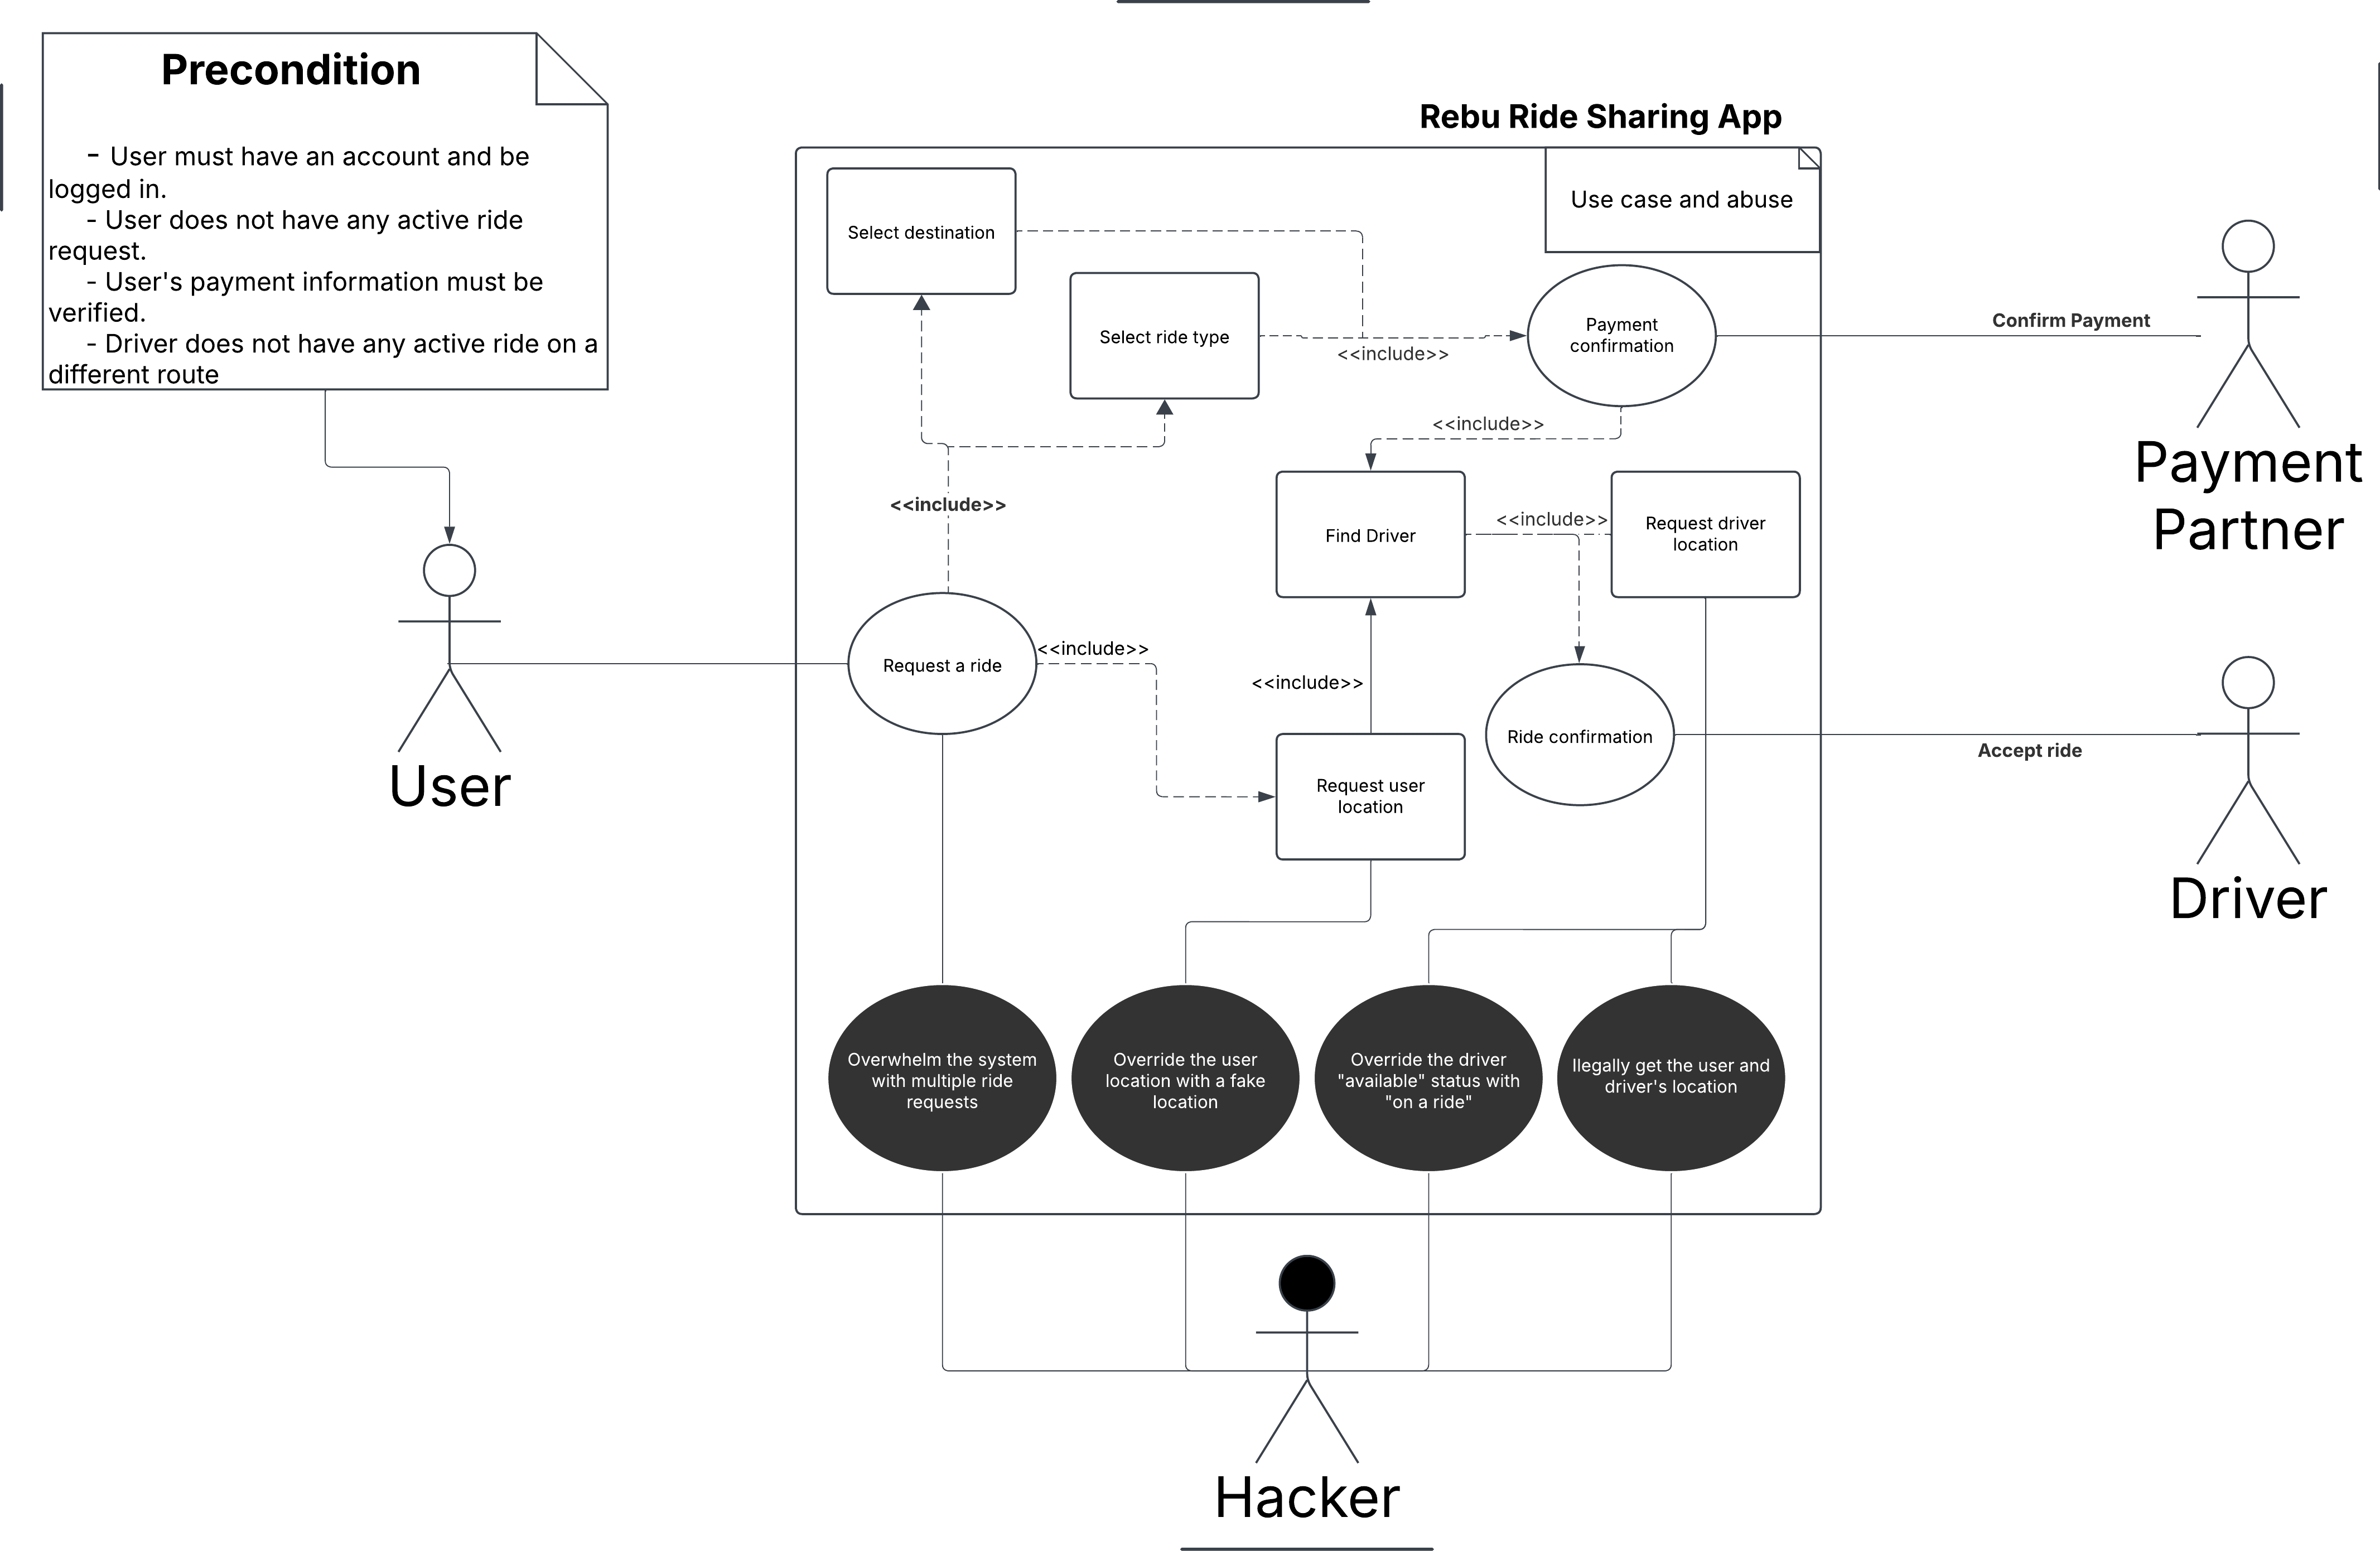 Precondition
- User must have an account and be
logged in.
- User does not have any active ride
request.
- User's payment information must be
verified.
- Driver does not have any active ride on a
different route
Rebu Ride Sharing App
Use case and abuse
Select destination
Select ride type
<<include>>
Payment
confirmation
Confirm Payment
Payment
Partner
<<include>>
<<include>>
Find Driver
<<include>>
Request driver
location
User
Request a ride
<<include>>
<<include>>
Request user
location
Ride confirmation
Accept ride
Driver
Overwhelm the system
with multiple ride
requests
Override the user
location with a fake
location
Override the driver
"available" status with
"on a ride"
Ilegally get the user and
driver's location
Hacker